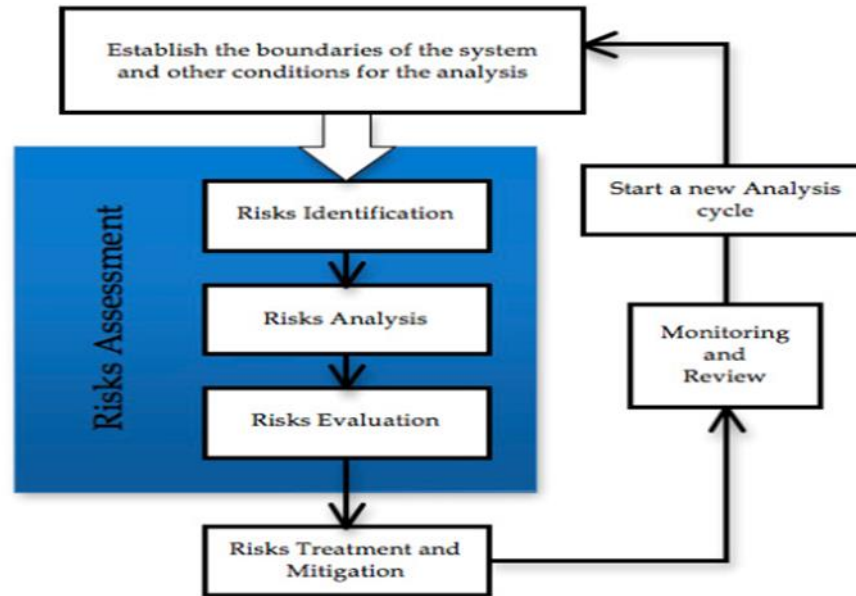 Establish the boundaries of the system
and other conditions for the analysis
Risks Assessment
Risks Identification
Risks Analysis
Risks Evaluation
Risks Treatment and
Mitigation
Monitoring
and
Review
Start a new Analysis
cycle